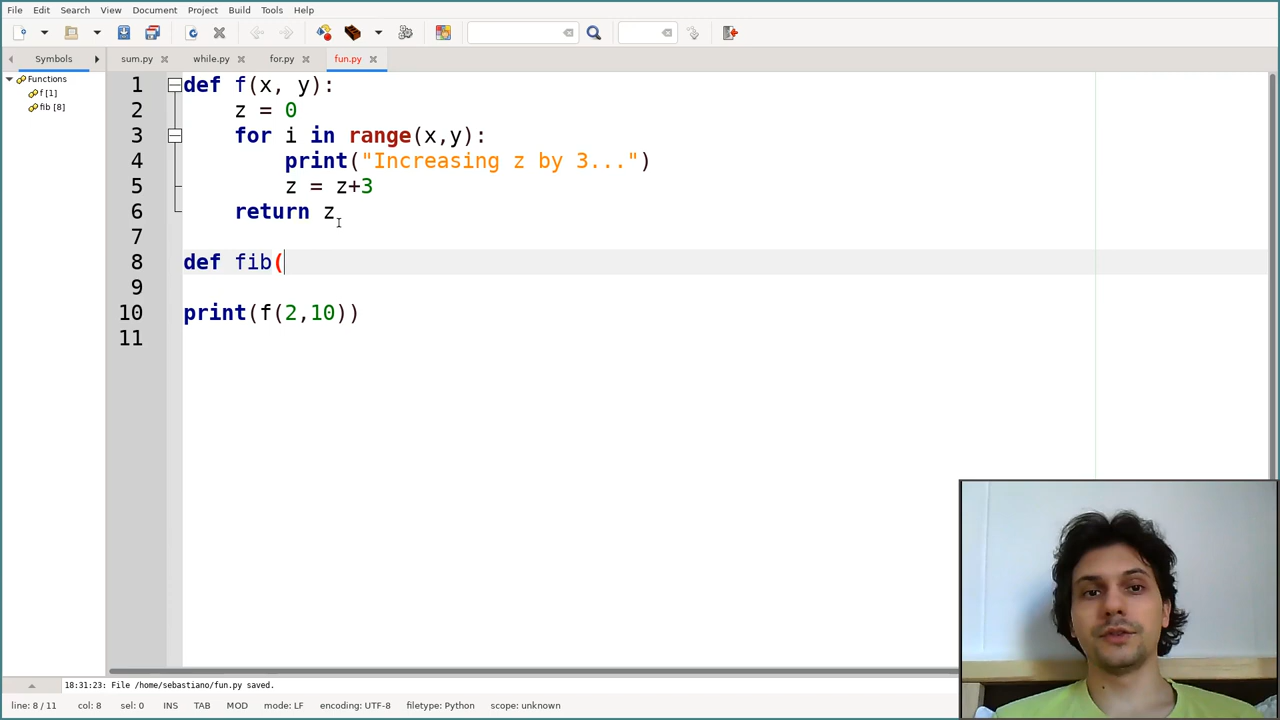 File Edit Search View Document Project Build Tools Help
Symbols sum.py while.py for.py fun.py
Functions
f [1]
fib [8]
1 def f(x, y):
2 z = 0
3 for i in range(x,y):
4 print("Increasing z by 3...")
5 z = z+3
6 return z
7
8 def fib(
9
10 print(f(2,10))
11
18:31:23: File /home/sebastiano/fun.py saved.
line: 8 / 11 col: 8 sel: 0 INS TAB MOD mode: LF encoding: UTF-8 filetype: Python scope: unknown